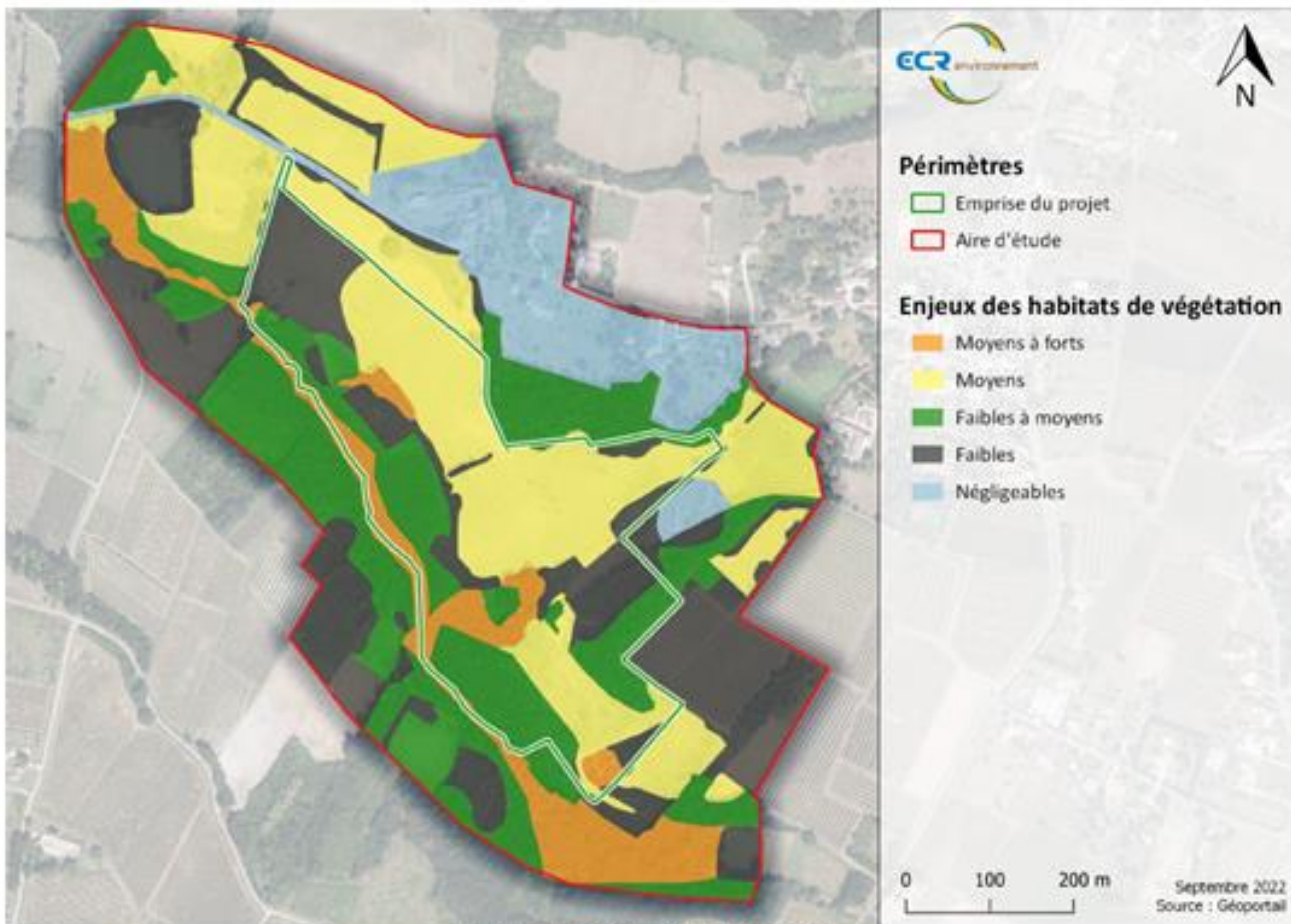 ECR environnement
N
Périmètres
Emprise du projet
Aire d'étude
Enjeux des habitats de végétation
Moyens à forts
Moyens
Faibles à moyens
Faibles
Négligeables
0 100 200 m
Septembre 2022
Source : Géoportail